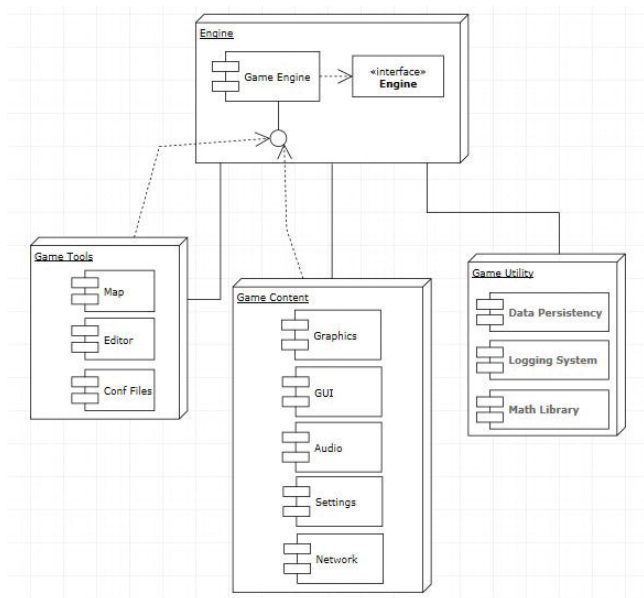 Engine
Game Engine
«interface»
Engine
Game Tools
Map
Editor
Conf Files
Game Content
Graphics
GUI
Audio
Settings
Network
Game Utility
Data Persistency
Logging System
Math Library